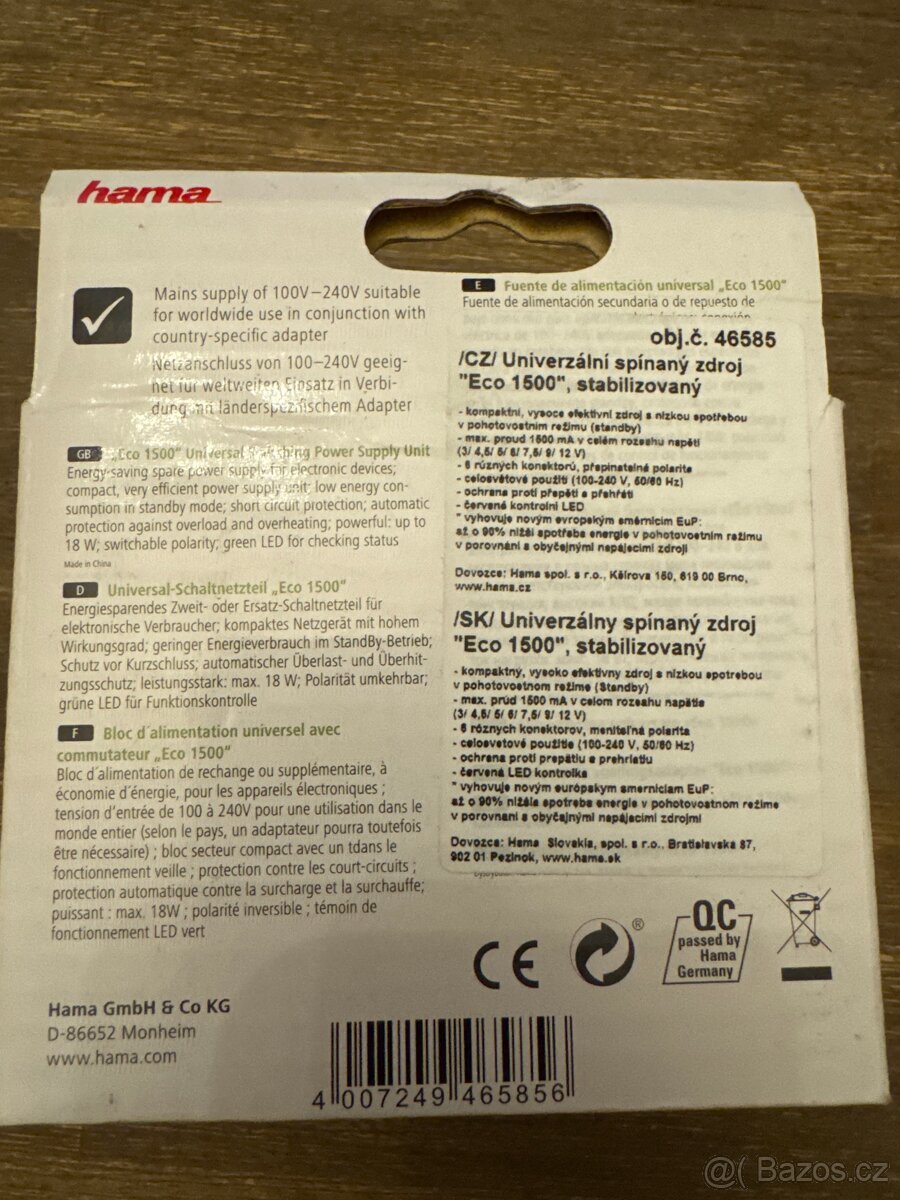 hama
Mains supply of 100V–240V suitable
for worldwide use in conjunction with
country-specific adapter
Netzanschluss von 100–240V geeig-
net für weltweiten Einsatz in Verbi-
dung mit länderspezifischem Adapter
GB „Eco 1500" Universal Switching Power Supply Unit
Energy-saving spare power supply for electronic devices;
compact, very efficient power supply unit; low energy con-
sumption in standby mode; short circuit protection; automatic
protection against overload and overheating; powerful: up to
18 W; switchable polarity; green LED for checking status
Made in China
D Universal-Schaltnetzteil „Eco 1500"
Energiesparendes Zweit- oder Ersatz-Schaltnetzteil für
elektronische Verbraucher; kompaktes Netzgerät mit hohem
Wirkungsgrad; geringer Energieverbrauch im StandBy-Betrieb;
Schutz vor Kurzschluss; automatischer Überlast- und Überhit-
zungsschutz; leistungsstark: max. 18 W; Polarität umkehrbar;
grüne LED für Funktionskontrolle
F Bloc d´alimentation universel avec
commutateur „Eco 1500"
Bloc d´alimentation de rechange ou supplémentaire, à
économie d´énergie, pour les appareils électroniques ;
tension d'entrée de 100 à 240V pour une utilisation dans le
monde entier (selon le pays, un adaptateur pourra toutefois
être nécessaire) ; bloc secteur compact avec un tdans le
fonctionnement veille ; protection contre les court-circuits ;
protection automatique contre la surcharge et la surchauffe;
puissant : max. 18W ; polarité inversible ; témoin de
fonctionnement LED vert
Hama GmbH & Co KG
D-86652 Monheim
www.hama.com
E Fuente de alimentación universal „Eco 1500"
Fuente de alimentación secundaria o de repuesto de
obj.č. 46585
/CZ/ Univerzální spínaný zdroj
"Eco 1500", stabilizovaný
- kompaktní, vysoce efektivní zdroj s nízkou spotřebou
v pohotovostním režimu (standby)
- max. proud 1500 mA v celém rozsahu napětí
(3/ 4,5/ 5/ 6/ 7,5/ 9/ 12 V)
- 6 různých konektorů, přepínatelná polarita
- celosvětové použití (100-240 V, 50/60 Hz)
- ochrana proti přepětí a přehřátí
- červená kontrolní LED
* vyhovuje novým evropským směrnicím EuP:
až o 90% nižší spotřeba energie v pohotovostním režimu
v porovnání s obyčejnými napájecími zdroji
Dovozce: Hama spol. s r.o., Kšírova 150, 619 00 Brno,
www.hama.cz
/SK/ Univerzálny spínaný zdroj
"Eco 1500", stabilizovaný
- kompaktný, vysoko efektívny zdroj s nízkou spotrebou
v pohotovostnom režime (Standby)
- max. prúd 1500 mA v celom rozsahu napätia
(3/ 4,5/ 5/ 6/ 7,5/ 9/ 12 V)
- 6 rôznych konektorov, meniteľná polarita
- celosvetové použitie (100-240 V, 50/60 Hz)
- ochrana proti prepätiu a prehriatiu
- červená LED kontrolka
* vyhovuje novým európskym smerniciam EuP:
až o 90% nižšia spotreba energie v pohotovostnom režime
v porovnaní s obyčajnými napájacími zdrojmi
Dovozca: Hama Slovakia, spol. s r.o., Bratislavská 87,
902 01 Pezinok, www.hama.sk
CE
®
QC
passed by
Hama
Germany
4 007249 465856
@( Bazos.cz